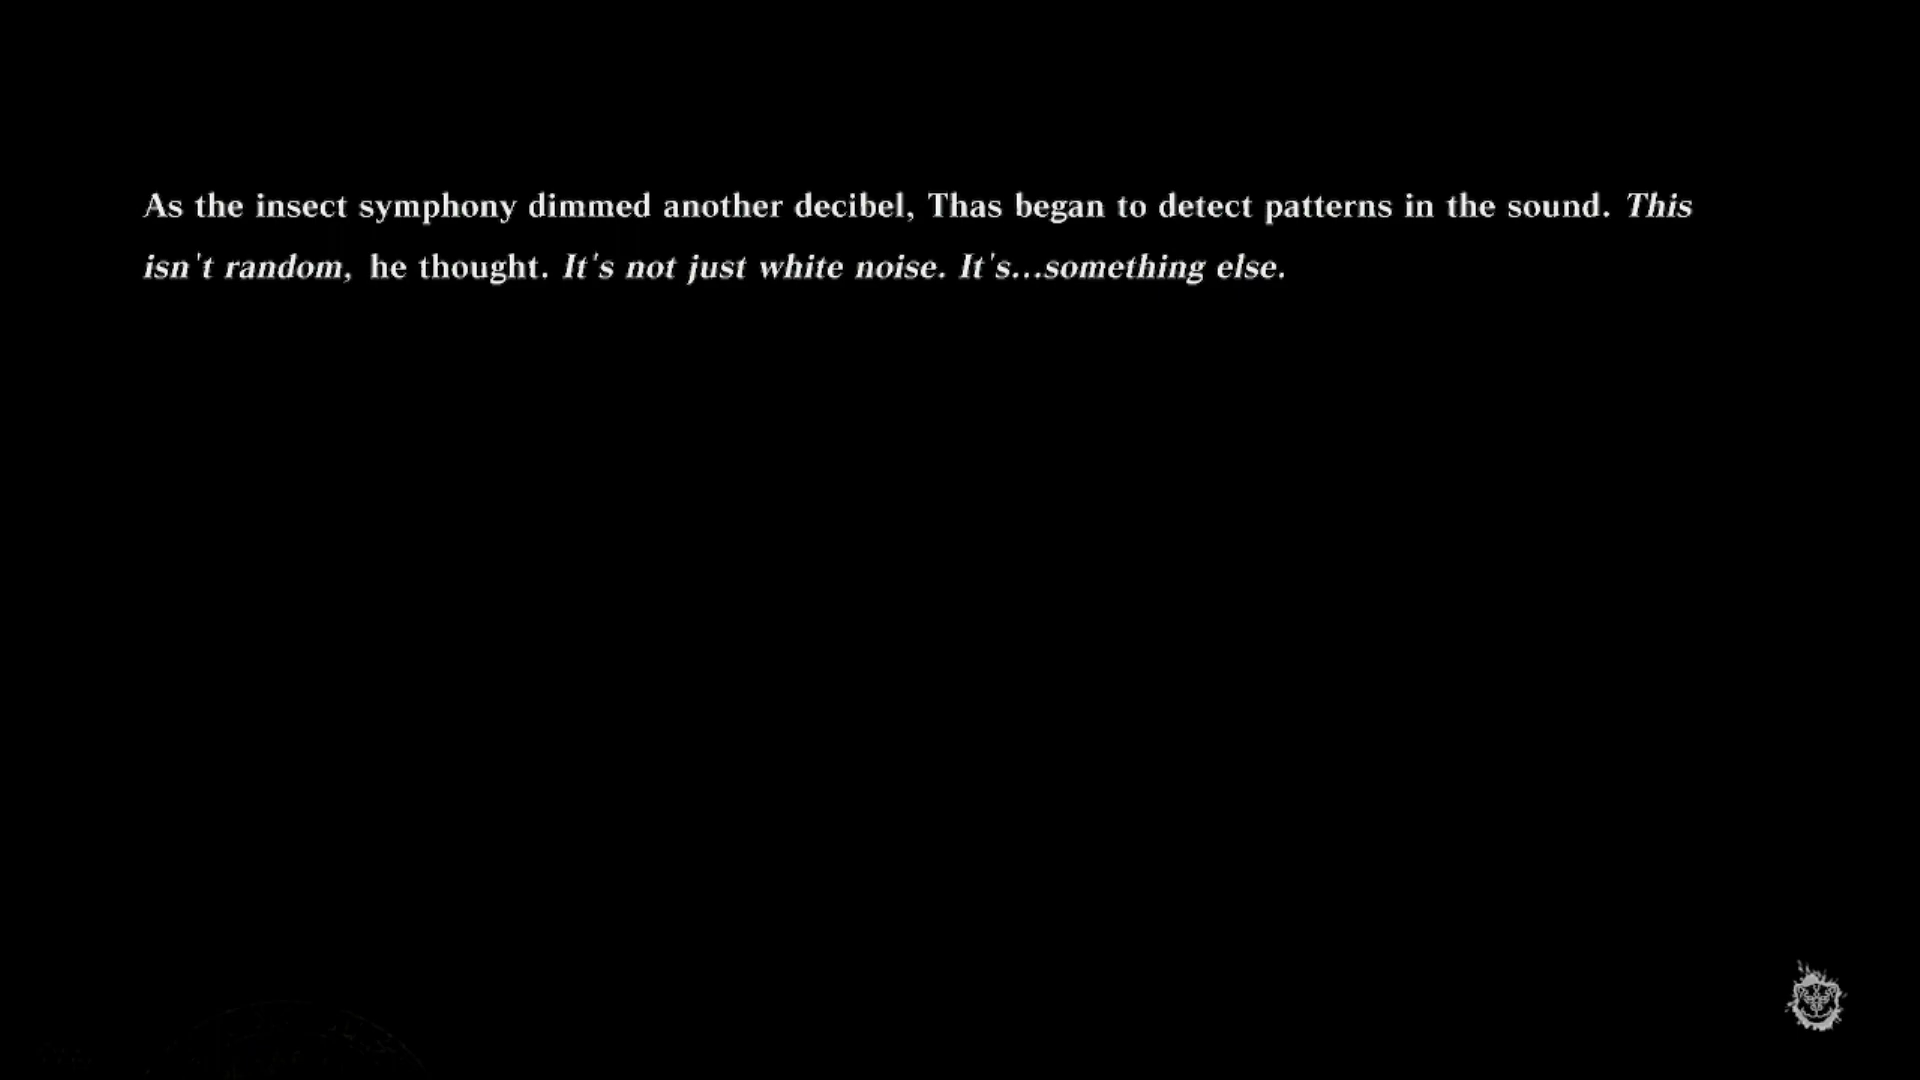 As the insect symphony dimmed another decibel, Thas began to detect patterns in the sound. This
isn't random, he thought. It's not just white noise. It's...something else.